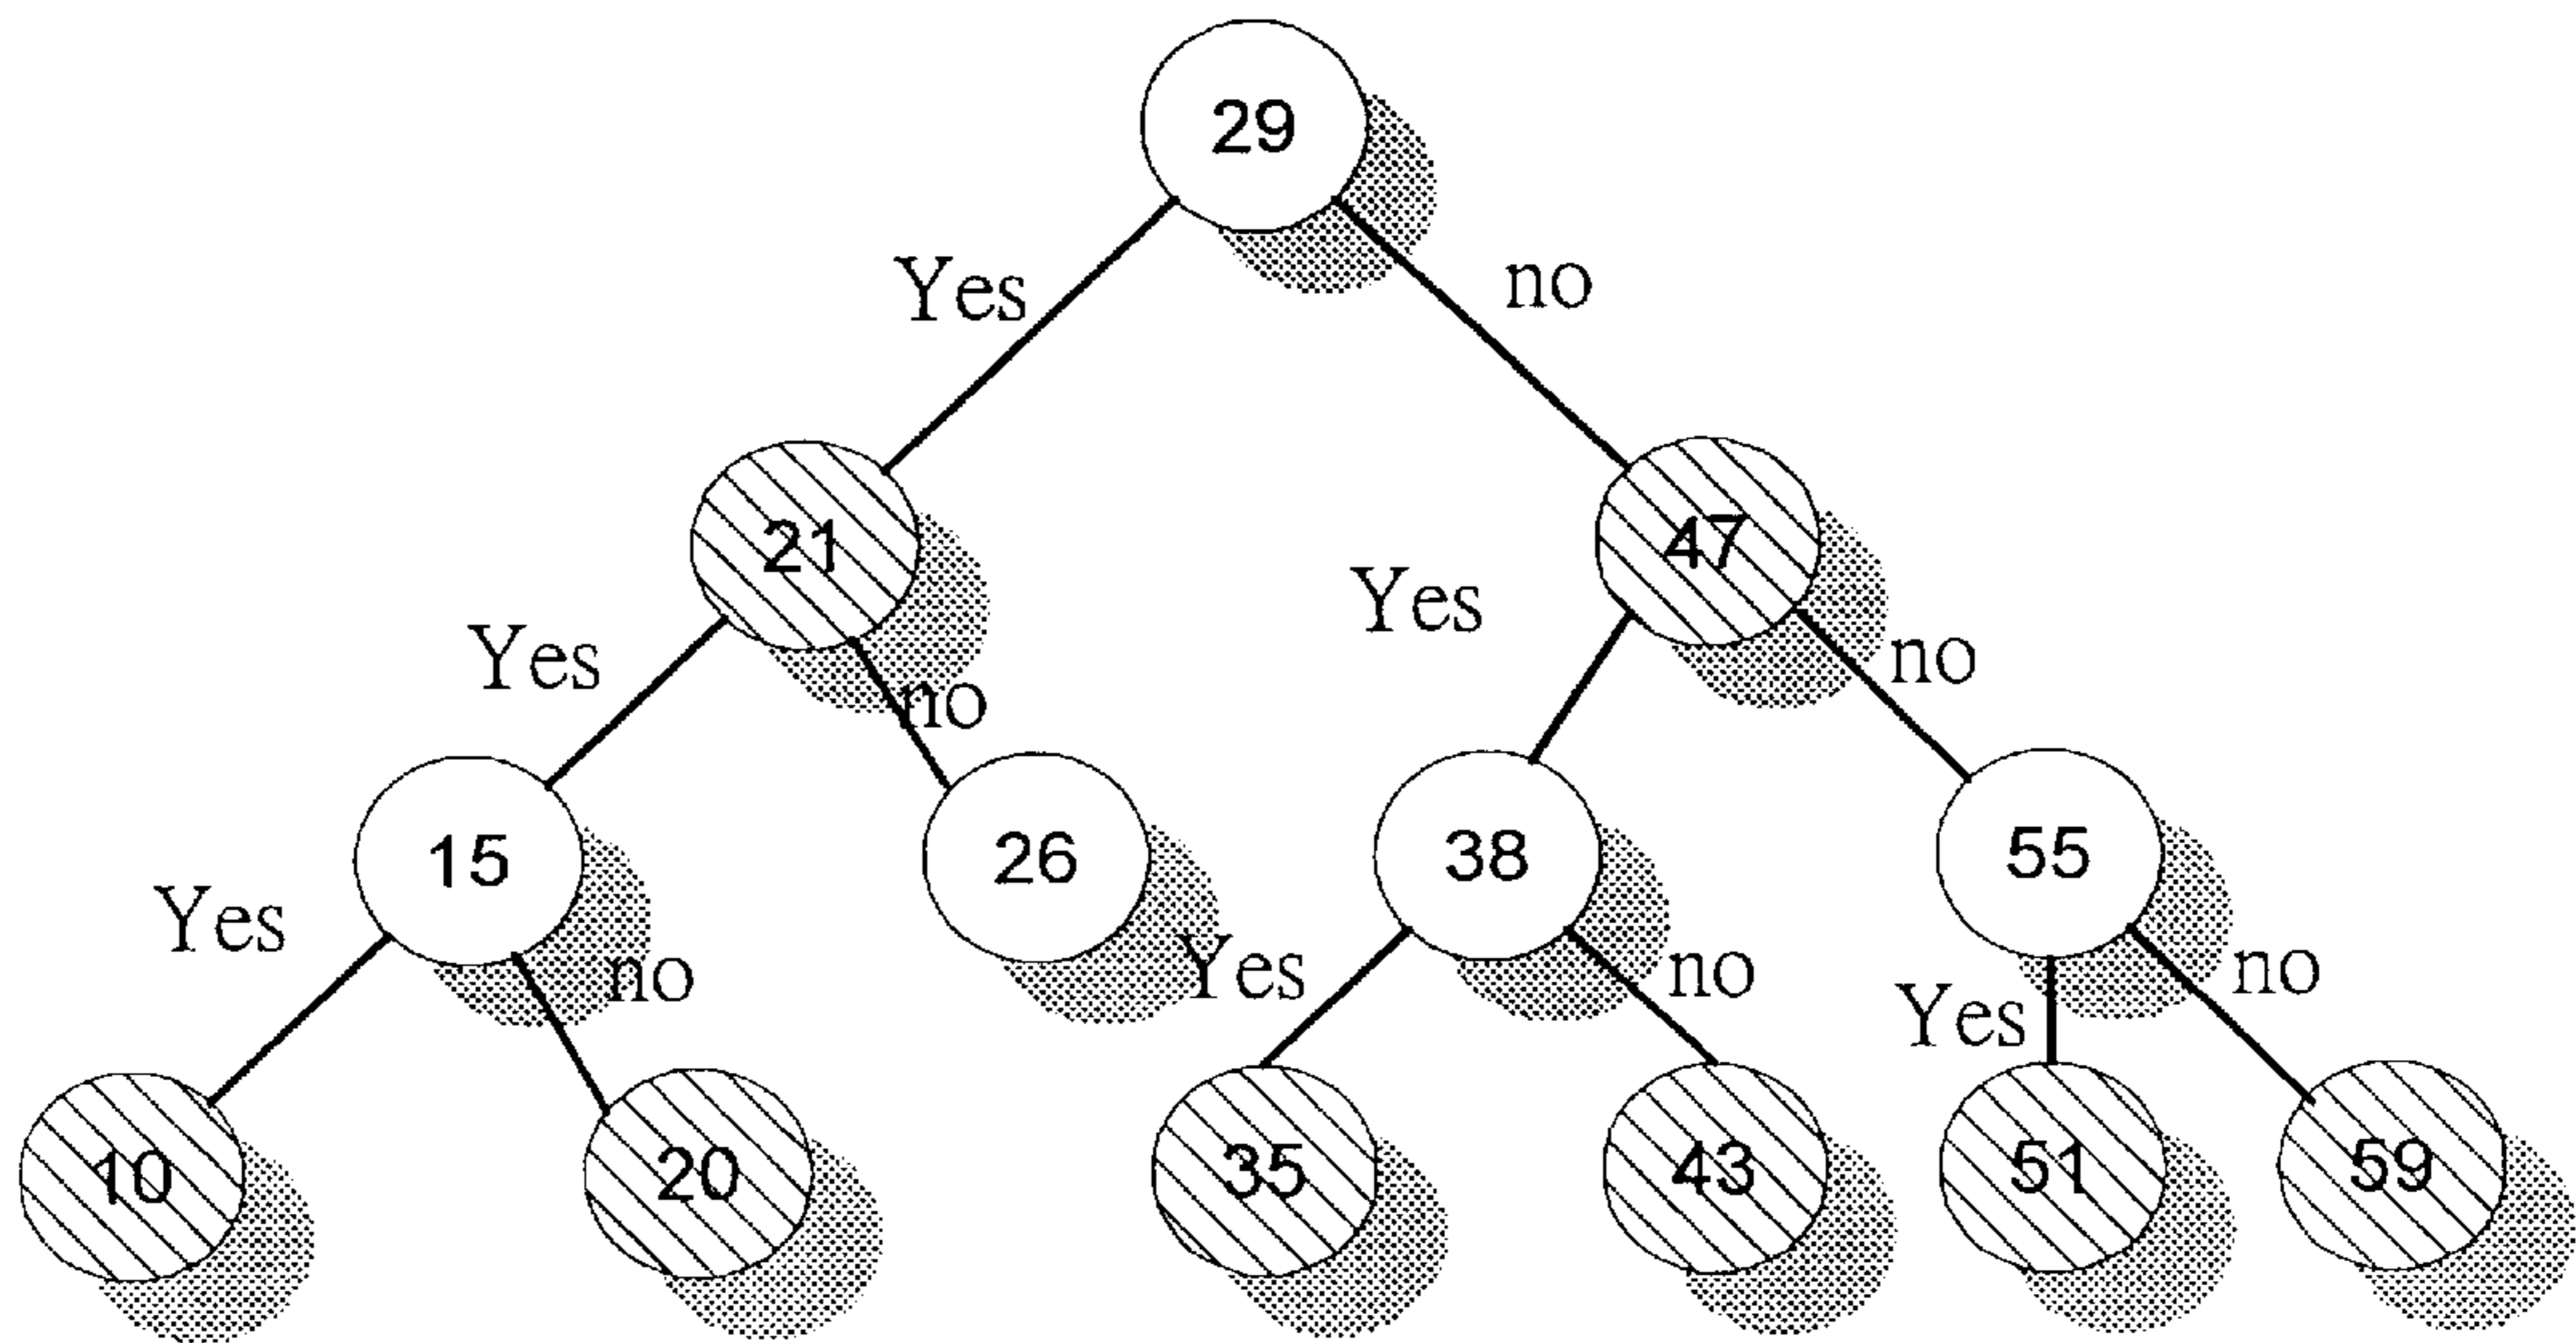 29
Yes no
21 47
Yes no Yes no
15 26 38 55
Yes no Yes no Yes no
10 20 35 43 51 59